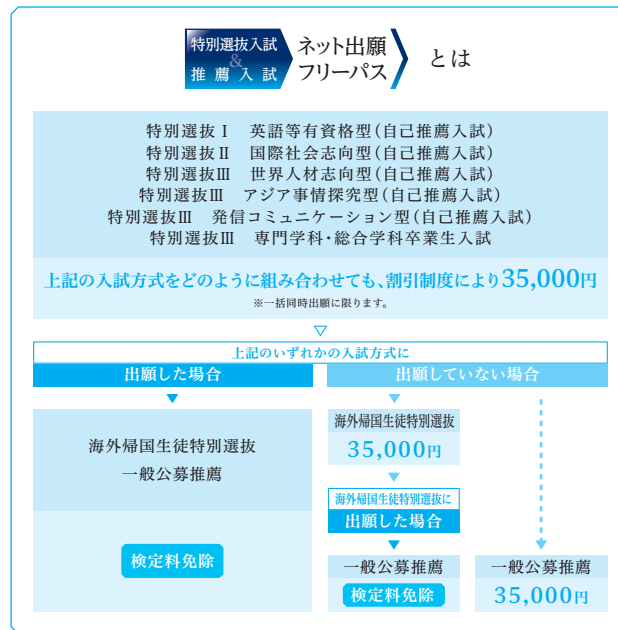 特別選抜入試
&
推薦入試
ネット出願
フリーパス
とは
特別選抜Ⅰ 英語等有資格型(自己推薦入試)
特別選抜Ⅱ 国際社会志向型(自己推薦入試)
特別選抜Ⅲ 世界人材志向型(自己推薦入試)
特別選抜Ⅲ アジア事情探究型(自己推薦入試)
特別選抜Ⅲ 発信コミュニケーション型(自己推薦入試)
特別選抜Ⅲ 専門学科・総合学科卒業生入試
上記の入試方式をどのように組み合わせても、割引制度により35,000円
※一括同時出願に限ります。
上記のいずれかの入試方式に
出願した場合
出願していない場合
海外帰国生徒特別選抜
一般公募推薦
検定料免除
海外帰国生徒特別選抜
35,000円
海外帰国生徒特別選抜に
出願した場合
一般公募推薦
検定料免除
一般公募推薦
35,000円